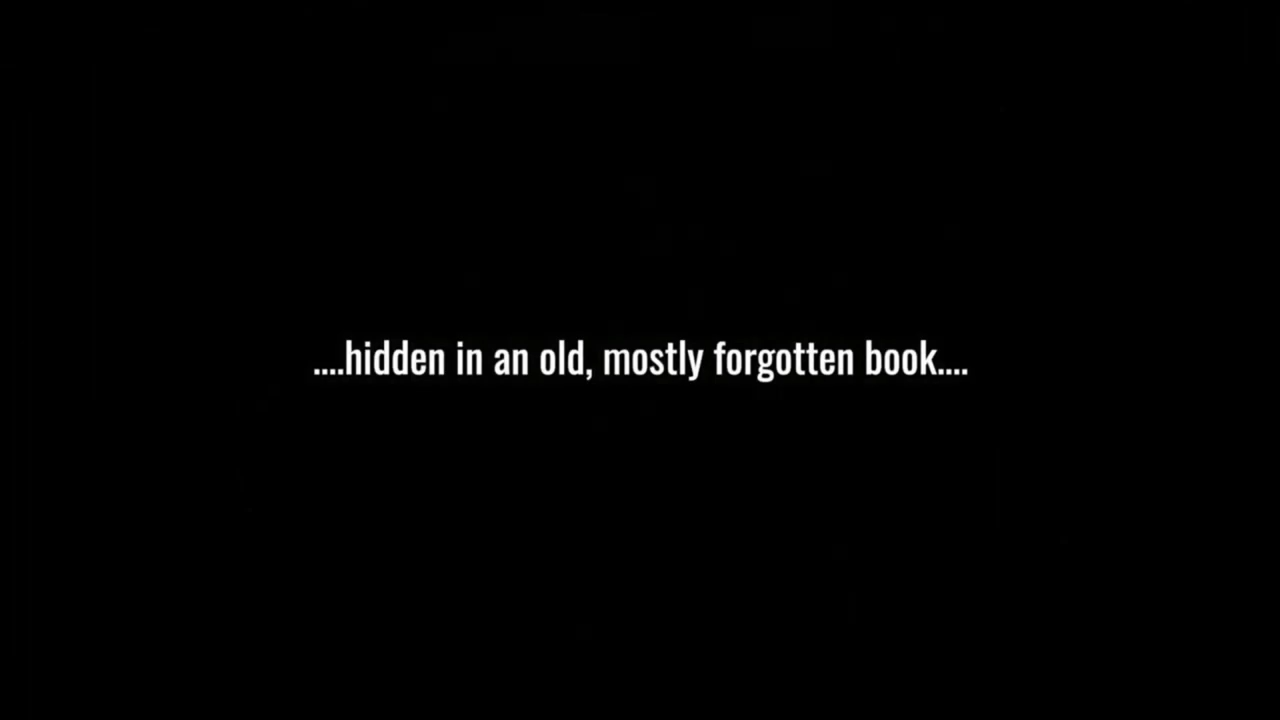 ....hidden in an old, mostly forgotten book....